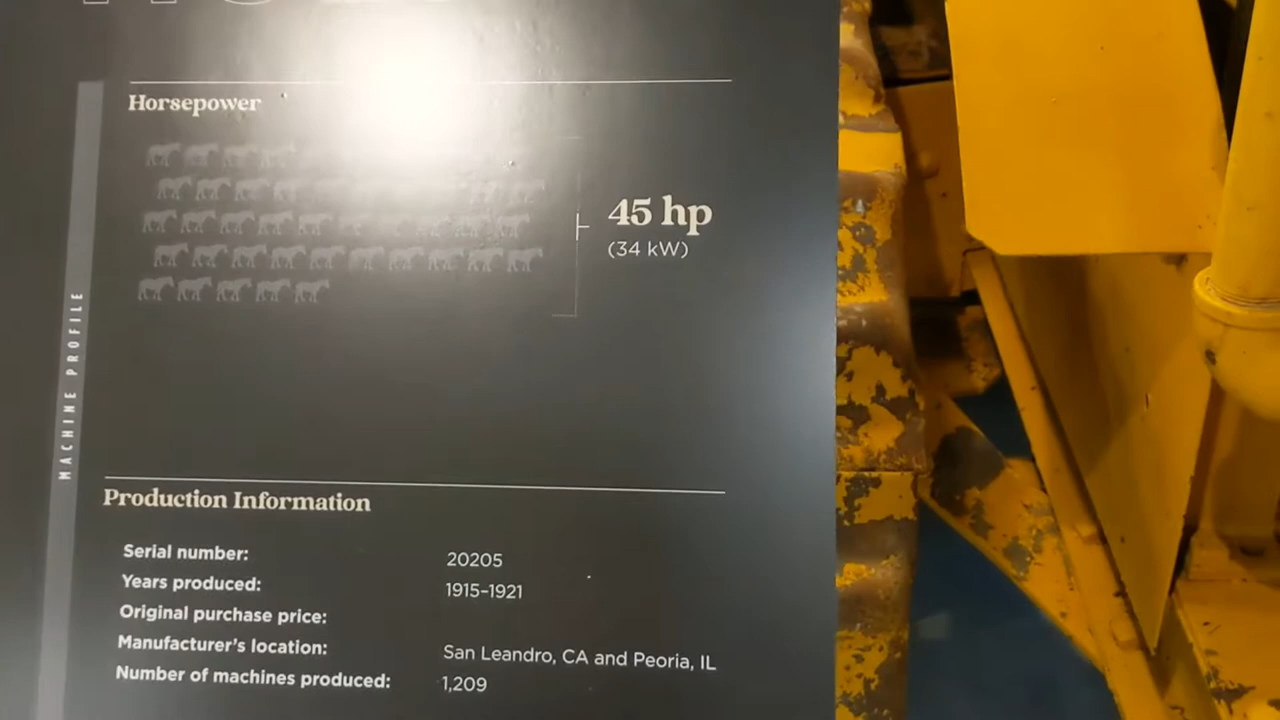 Horsepower
45 hp
(34 kW)
MACHINE PROFILE
Production Information
Serial number: 20205
Years produced: 1915–1921
Original purchase price:
Manufacturer's location: San Leandro, CA and Peoria, IL
Number of machines produced: 1,209